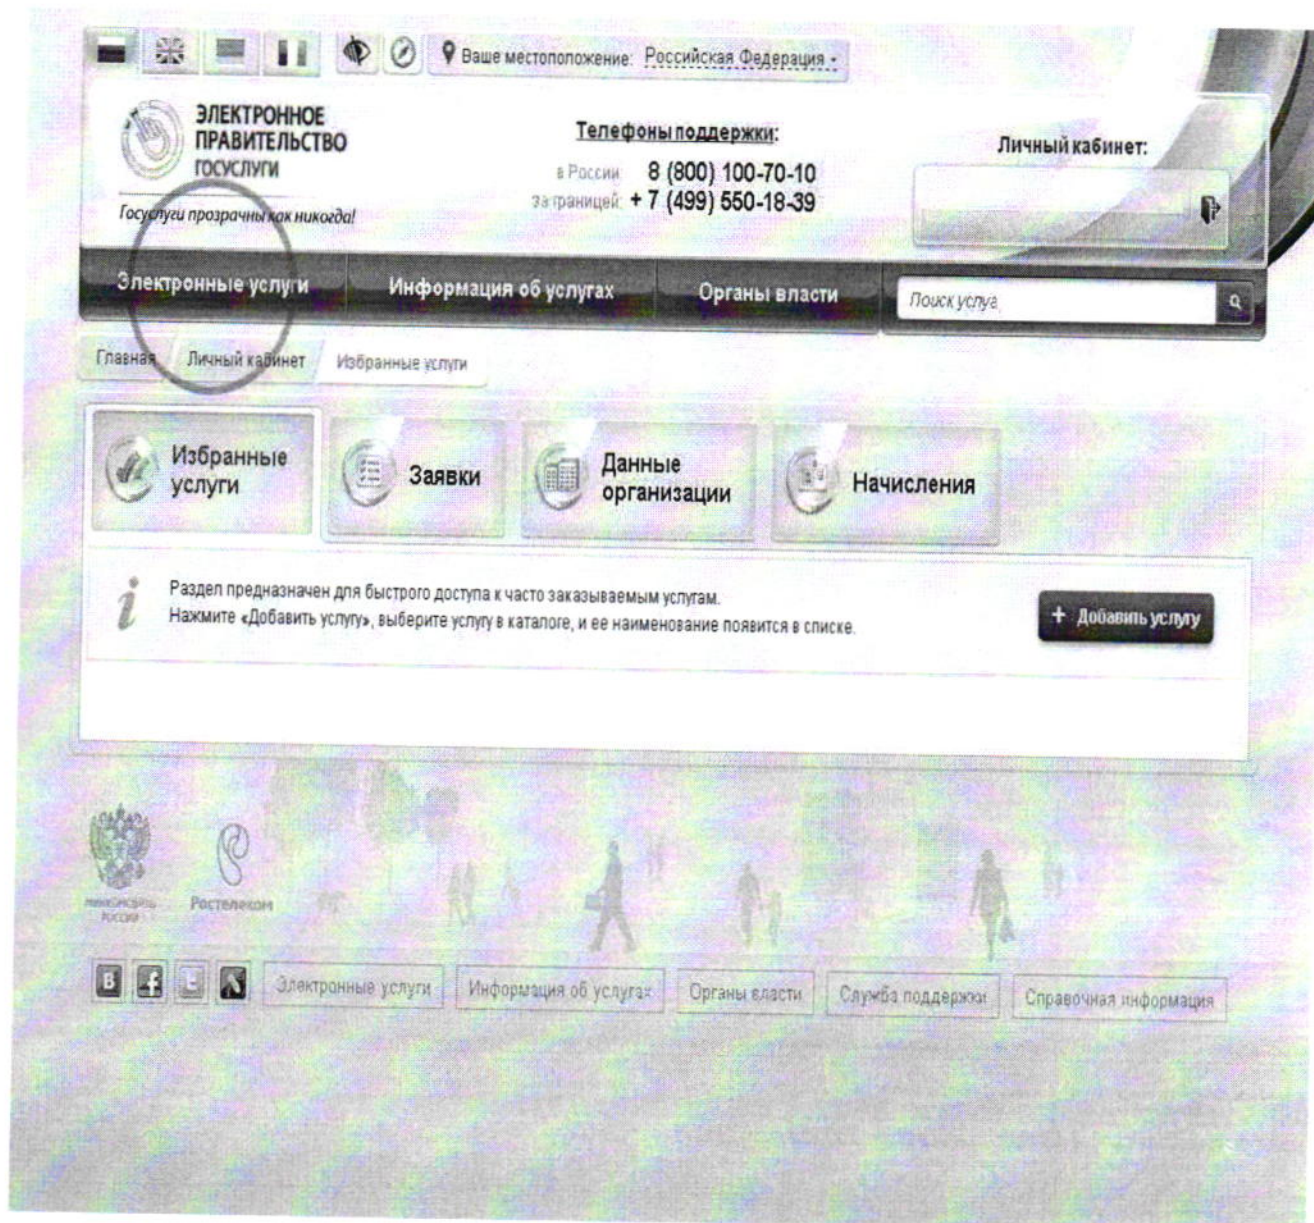 Ваше местоположение: Российская Федерация
ЭЛЕКТРОННОЕ
ПРАВИТЕЛЬСТВО
ГОСУСЛУГИ
Госуслуги прозрачны как никогда!
Телефоны поддержки:
в России: 8 (800) 100-70-10
за границей: + 7 (499) 550-18-39
Личный кабинет:
Электронные услуги
Информация об услугах
Органы власти
Поиск услуг
Главная
Личный кабинет
Избранные услуги
Избранные
услуги
Заявки
Данные
организации
Начисления
Раздел предназначен для быстрого доступа к часто заказываемым услугам.
Нажмите «Добавить услугу», выберите услугу в каталоге, и ее наименование появится в списке.
+ Добавить услугу
РОССИИ
Ростелеком
Электронные услуги
Информация об услугах
Органы власти
Служба поддержки
Справочная информация